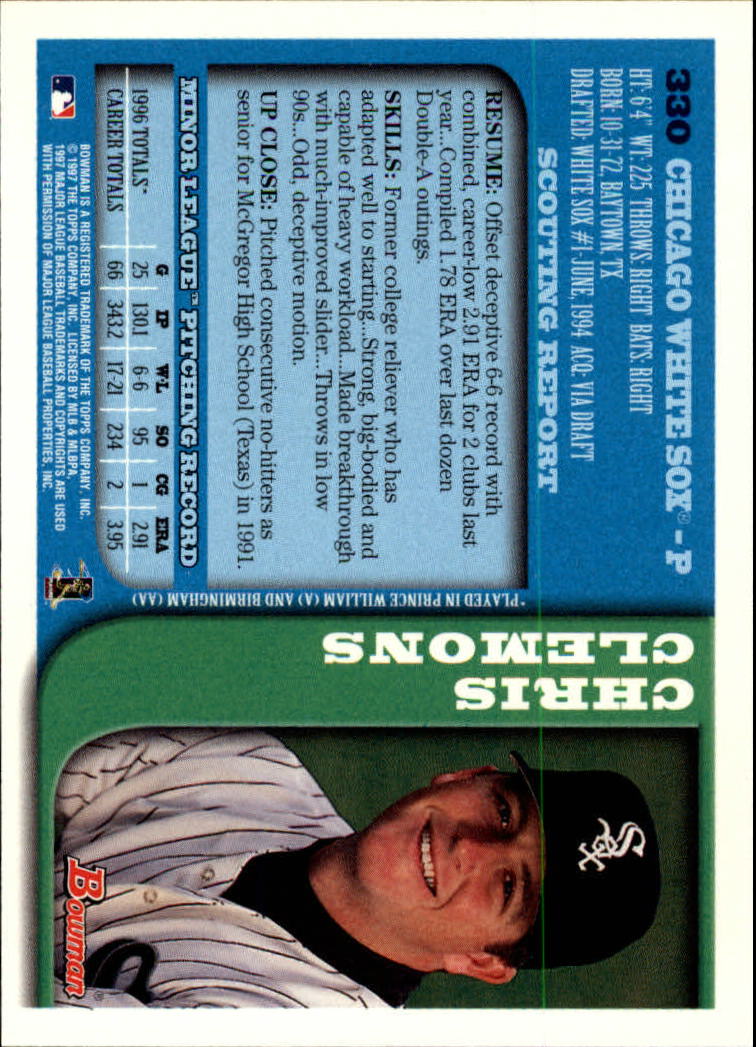 330 CHICAGO WHITE SOX® - P
HT: 6'4" WT: 225 THROWS: RIGHT BATS: RIGHT
BORN: 10-31-72, BAYTOWN, TX
DRAFTED: WHITE SOX #1-JUNE, 1994 ACQ: VIA DRAFT
SCOUTING REPORT
RESUME: Offset deceptive 6-6 record with
combined, career-low 2.91 ERA for 2 clubs last
year...Compiled 1.78 ERA over last dozen
Double-A outings.
SKILLS: Former college reliever who has
adapted well to starting...Strong, big-bodied and
capable of heavy workload...Made breakthrough
with much-improved slider...Throws in low
90s...Odd, deceptive motion.
UP CLOSE: Pitched consecutive no-hitters as
senior for McGregor High School (Texas) in 1991.
MINOR LEAGUE™ PITCHING RECORD
G IP W-L SO CG ERA
1996 TOTALS* 25 130.1 6-6 95 1 2.91
CAREER TOTALS 66 343.2 17-21 234 2 3.95
BOWMAN IS A REGISTERED TRADEMARK OF THE TOPPS COMPANY, INC.
© 1997 THE TOPPS COMPANY, INC. LICENSED BY MLB & MLBPA.
1997 MAJOR LEAGUE BASEBALL TRADEMARKS AND COPYRIGHTS ARE USED
WITH PERMISSION OF MAJOR LEAGUE BASEBALL PROPERTIES, INC.
*PLAYED IN PRINCE WILLIAM (A) AND BIRMINGHAM (AA)
CHRIS
CLEMONS
SOX
Bowman®